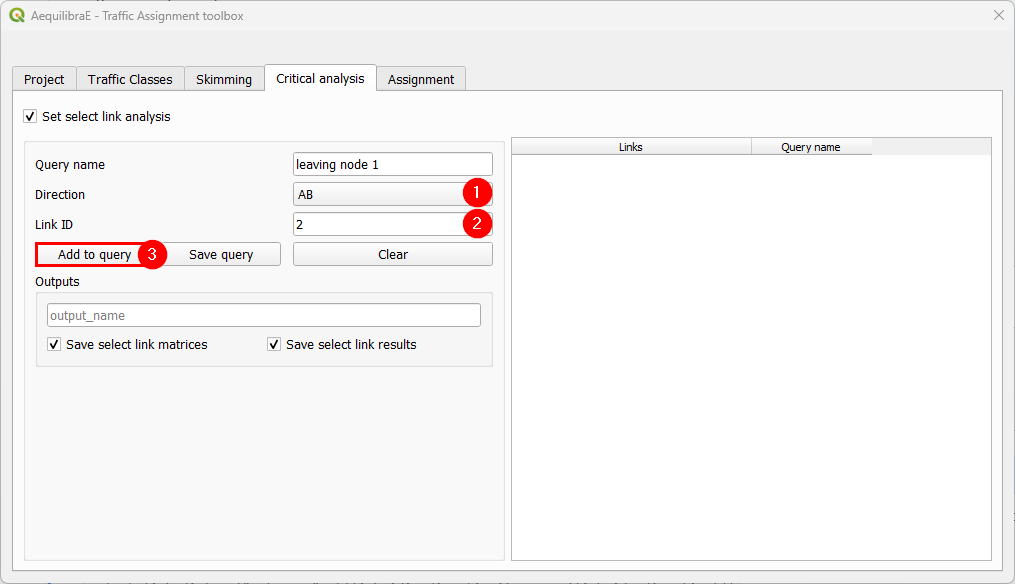 AequilibraE - Traffic Assignment toolbox
Project Traffic Classes Skimming Critical analysis Assignment
Set select link analysis
Query name leaving node 1
Direction AB 1
Link ID 2 2
Add to query 3 Save query Clear
Outputs
output_name
Save select link matrices Save select link results
Links Query name